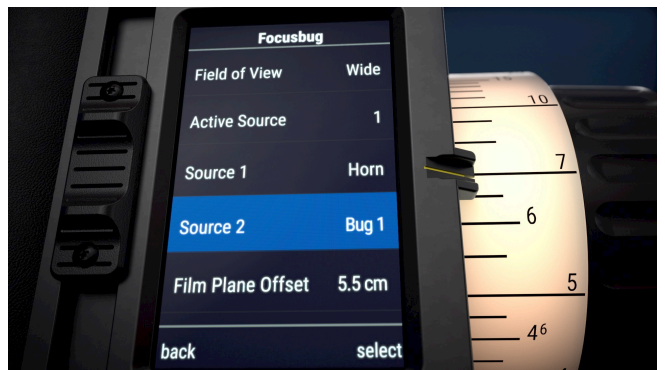 Focusbug
Field of View Wide
Active Source 1
Source 1 Horn
Source 2 Bug 1
Film Plane Offset 5.5 cm
back select
15
10
7
6
5
4⁶